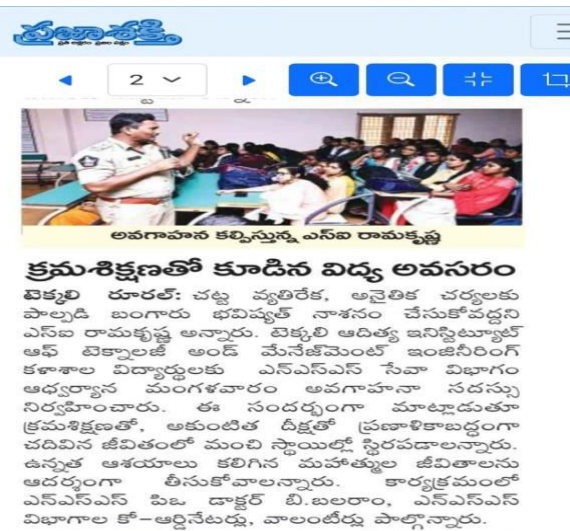 ప్రజాశక్తి
2
అవగాహన కల్పిస్తున్న ఎస్ఐ రామకృష్ణ
క్రమశిక్షణతో కూడిన విద్య అవసరం
టెక్కలి రూరల్: చట్ట వ్యతిరేక, అనైతిక చర్యలకు
పాల్పడి బంగారు భవిష్యత్ నాశనం చేసుకోవద్దని
ఎస్ఐ రామకృష్ణ అన్నారు. టెక్కలి ఆదిత్య ఇనిస్టిట్యూట్
ఆఫ్ టెక్నాలజీ అండ్ మేనేజ్‌మెంట్ ఇంజినీరింగ్
కళాశాల విద్యార్థులకు ఎన్ఎస్ఎస్ సేవా విభాగం
ఆధ్వర్యాన మంగళవారం అవగాహనా సదస్సు
నిర్వహించారు. ఈ సందర్భంగా మాట్లాడుతూ
క్రమశిక్షణతో, అకుంటిత దీక్షతో ప్రణాళికాబద్ధంగా
చదివిన జీవితంలో మంచి స్థాయిల్లో స్థిరపడాలన్నారు.
ఉన్నత ఆశయాలు కలిగిన మహాత్ముల జీవితాలను
ఆదర్శంగా తీసుకోవాలన్నారు. కార్యక్రమంలో
ఎన్ఎస్ఎస్ పిఒ డాక్టర్ బి.బలరాం, ఎన్ఎస్ఎస్
విభాగాల కో-ఆర్డినేటర్లు, వాలంటీర్లు పాల్గొన్నారు.